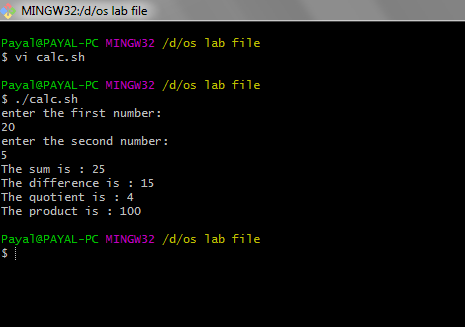 MINGW32:/d/os lab file
Payal@PAYAL-PC MINGW32 /d/os lab file
$ vi calc.sh
Payal@PAYAL-PC MINGW32 /d/os lab file
$ ./calc.sh
enter the first number:
20
enter the second number:
5
The sum is : 25
The difference is : 15
The quotient is : 4
The product is : 100
Payal@PAYAL-PC MINGW32 /d/os lab file
$